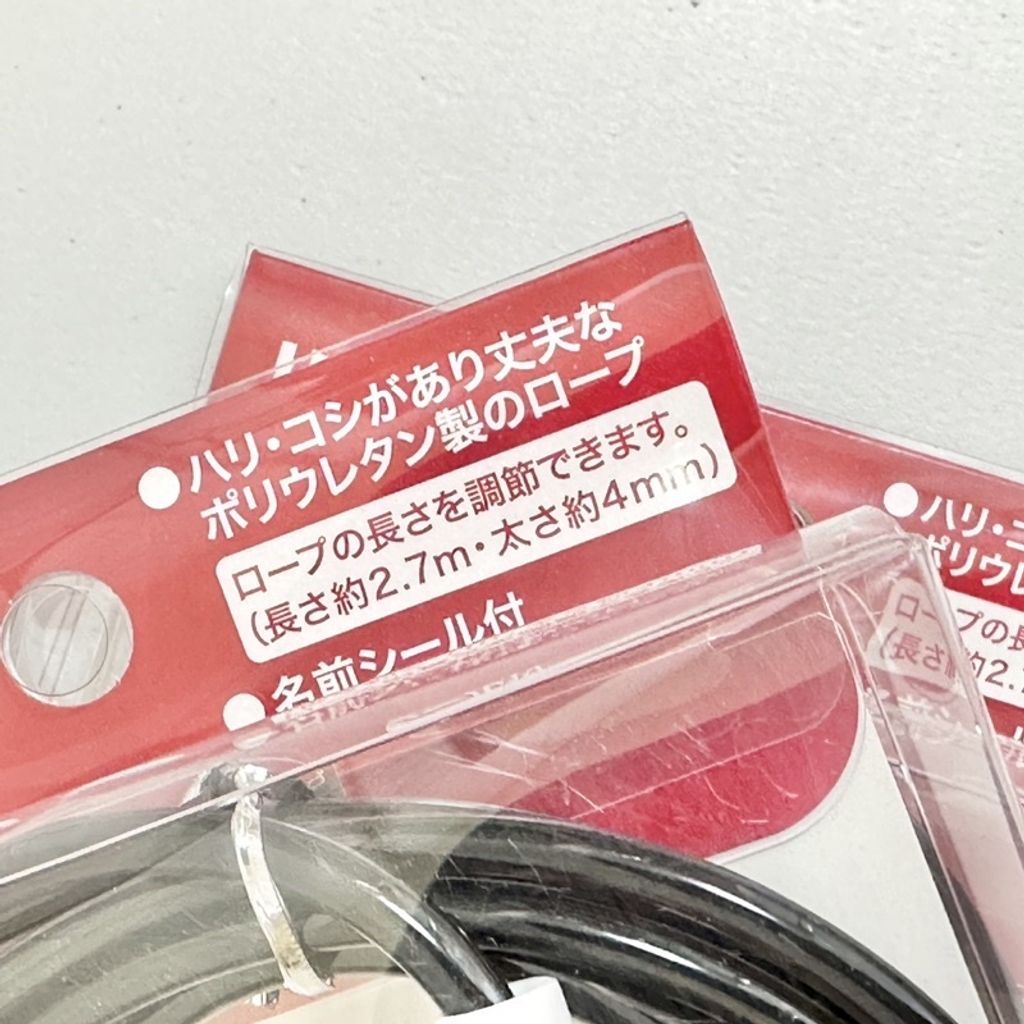 ●ハリ・コシがあり丈夫な
ポリウレタン製のロープ
ロープの長さを調節できます。
(長さ約2.7m・太さ約4mm)
●名前シール付
●ハリ・コ
ポリウレ
ロープの長
(長さ約2.